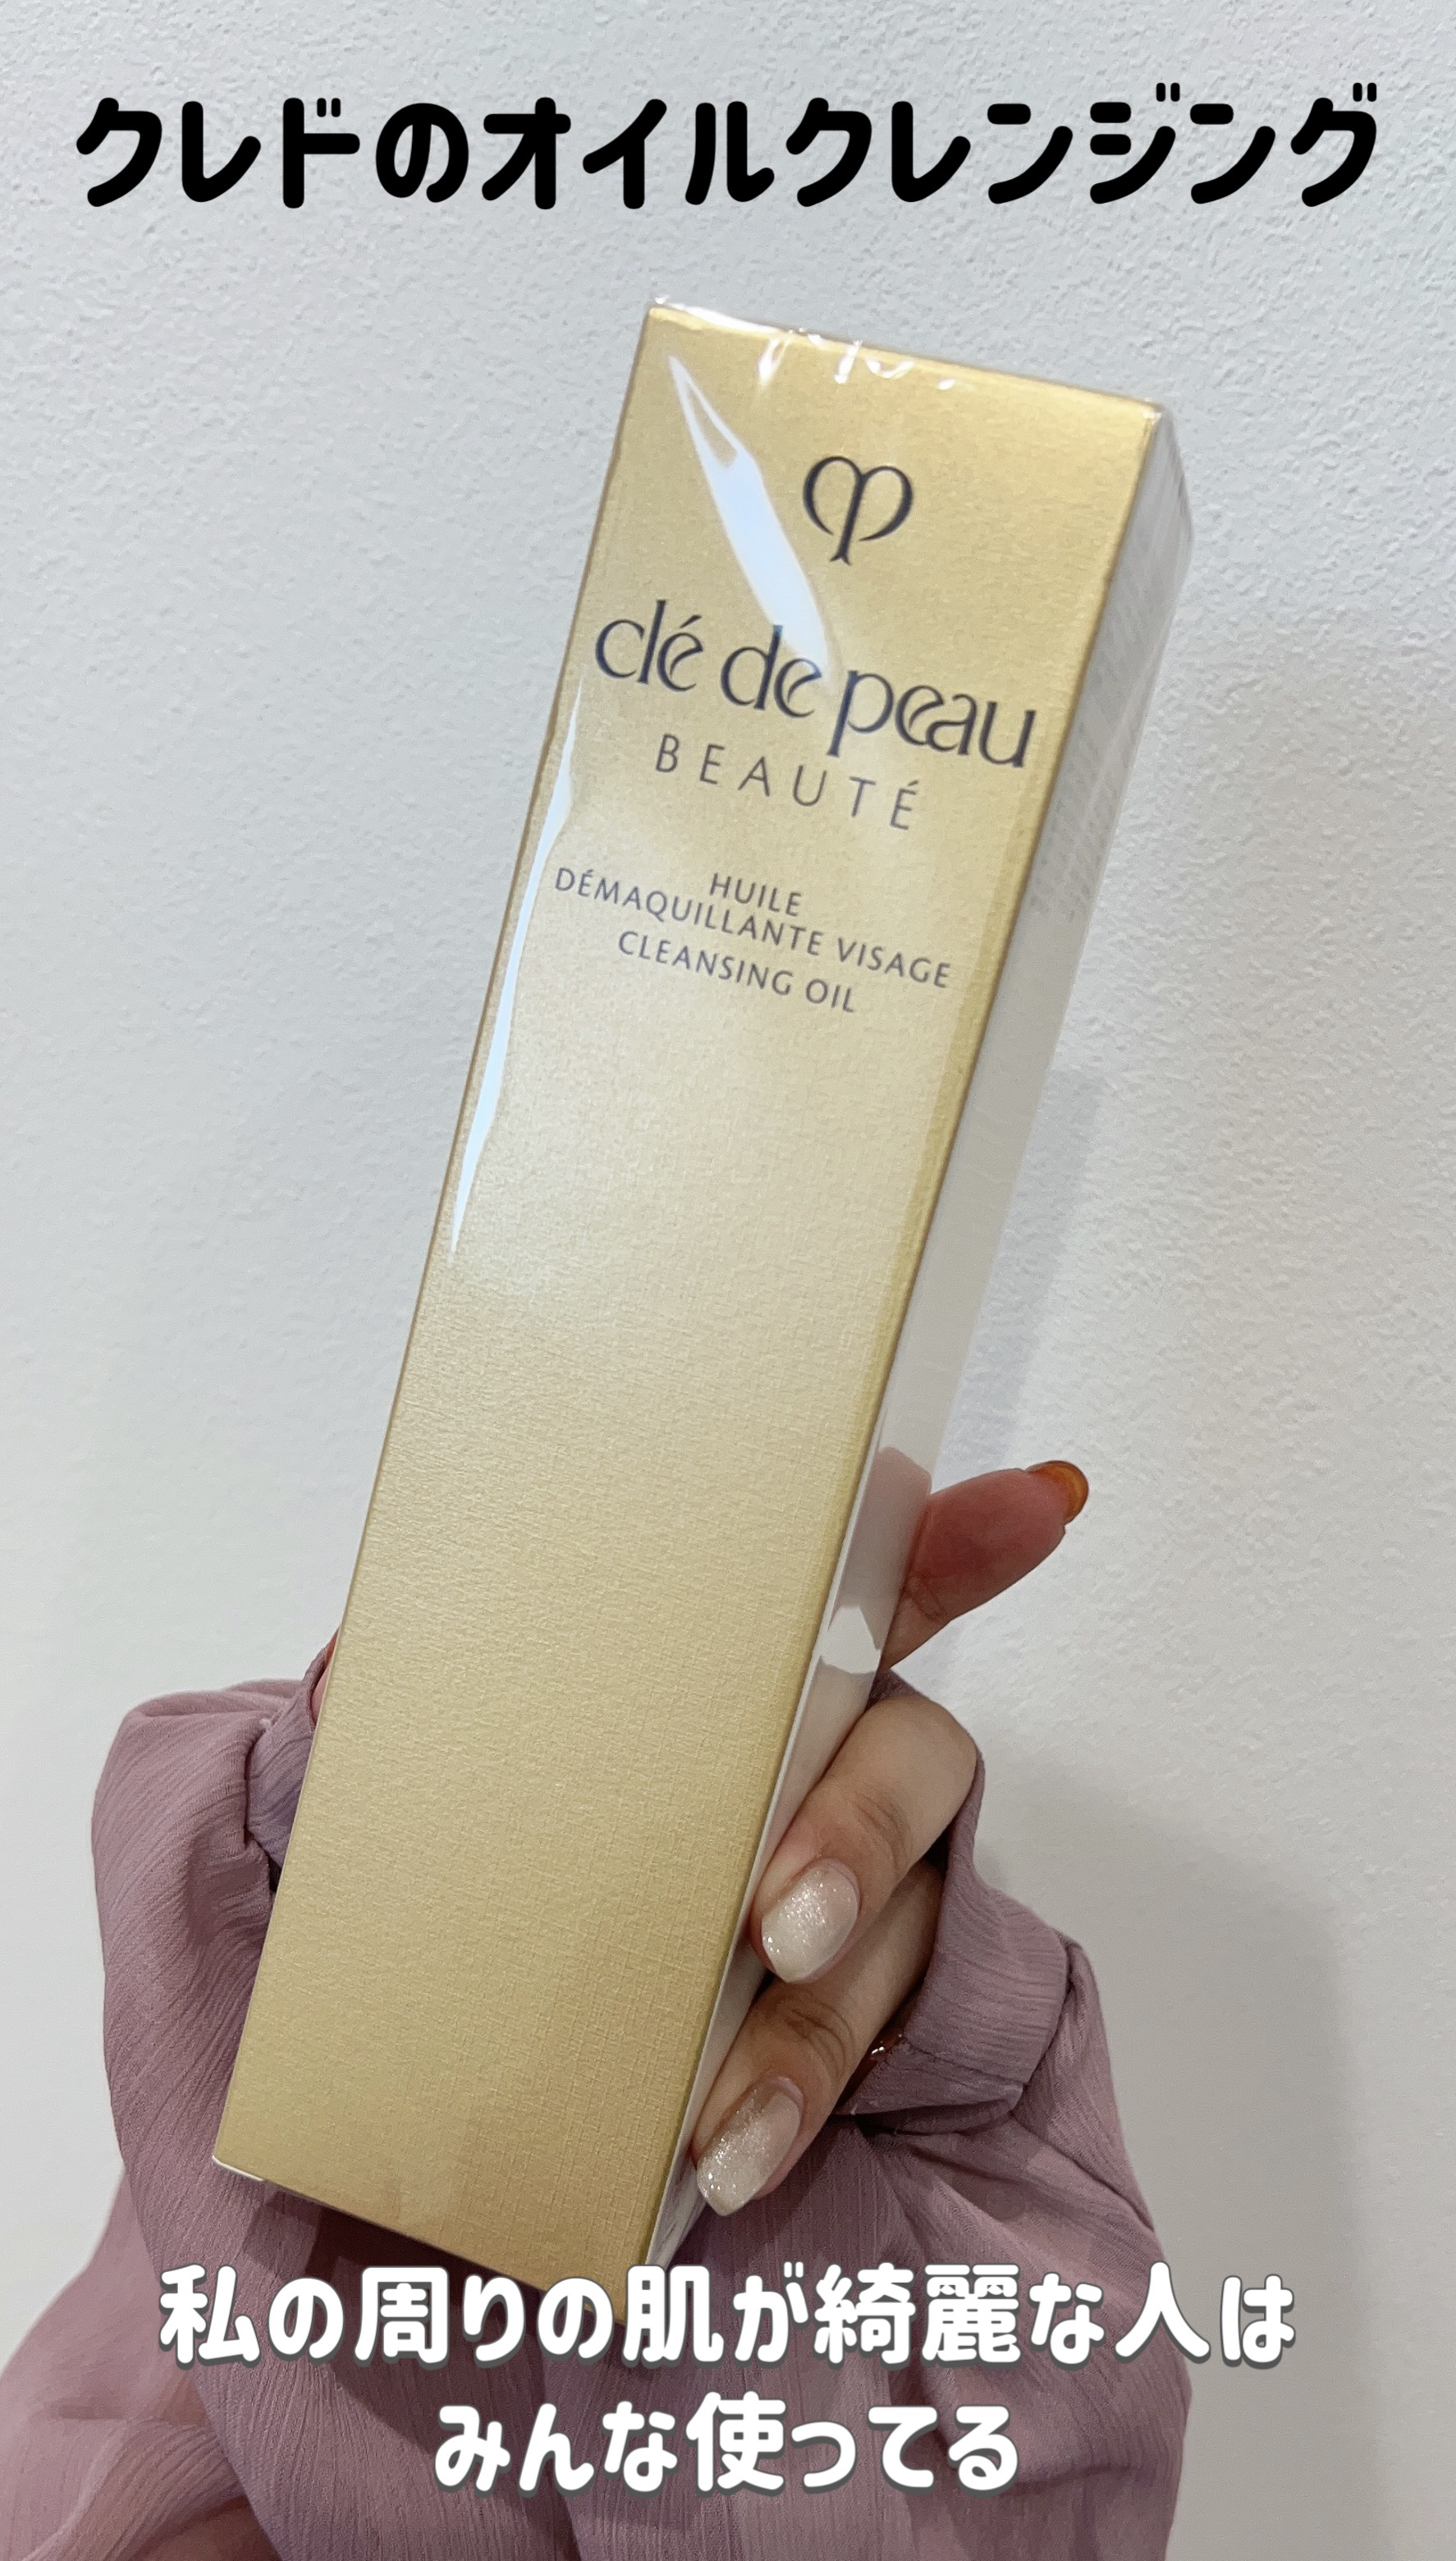 クレドのオイルクレンジング
clé de peau
BEAUTÉ
HUILE
DÉMAQUILLANTE VISAGE
CLEANSING OIL
私の周りの肌が綺麗な人は
みんな使ってる